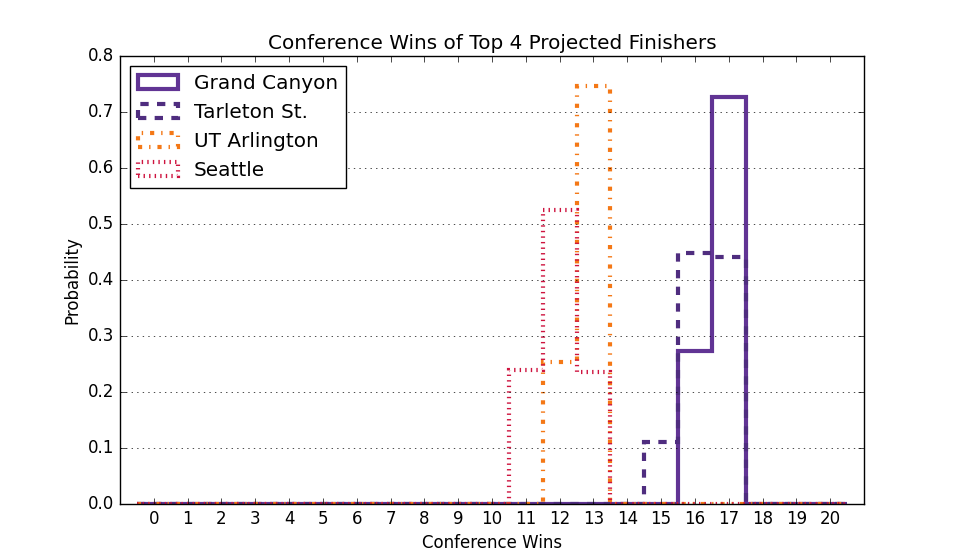 Conference Wins of Top 4 Projected Finishers
0.8
0.7
0.6
0.5
0.4
0.3
0.2
0.1
0.0
Probability
Grand Canyon
Tarleton St.
UT Arlington
Seattle
0 1 2 3 4 5 6 7 8 9 10 11 12 13 14 15 16 17 18 19 20
Conference Wins